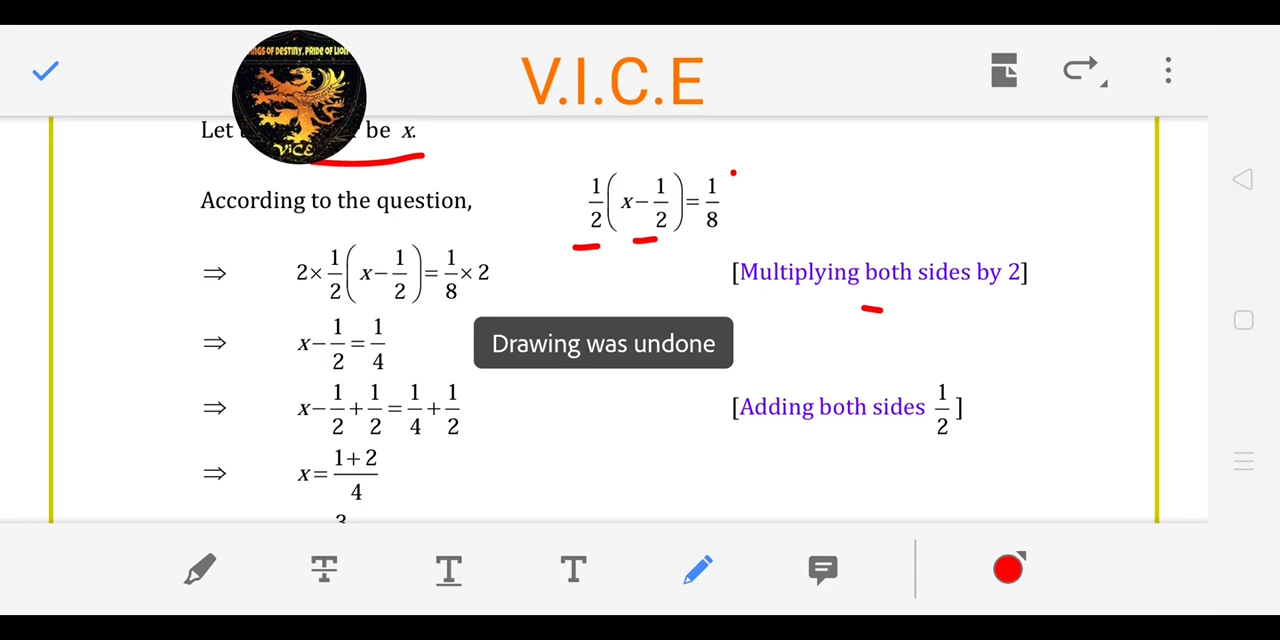 INGS OF DESTINY, PRIDE OF LION
ViCE
V.I.C.E
Let be x.
According to the question, 1/2 ( x − 1/2 ) = 1/8
⇒ 2 × 1/2 ( x − 1/2 ) = 1/8 × 2 [Multiplying both sides by 2]
⇒ x − 1/2 = 1/4
Drawing was undone
⇒ x − 1/2 + 1/2 = 1/4 + 1/2 [Adding both sides 1/2 ]
⇒ x = 1+2/4
3
T T T